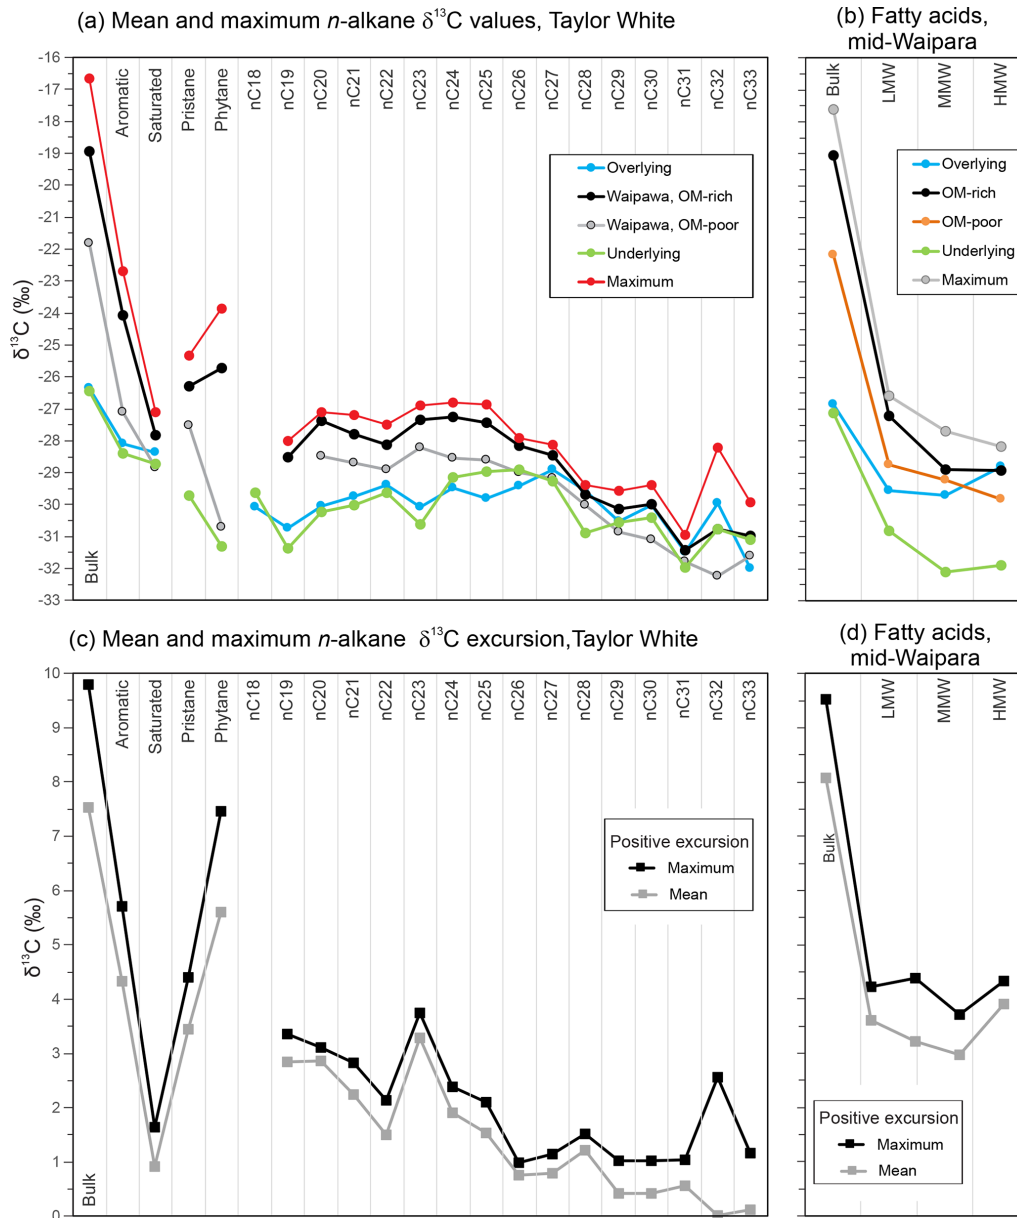 (a) Mean and maximum n-alkane δ¹³C values, Taylor White
δ¹³C (‰)
-16
-17
-18
-19
-20
-21
-22
-23
-24
-25
-26
-27
-28
-29
-30
-31
-32
-33
Bulk
Aromatic
Saturated
Pristane
Phytane
nC18
nC19
nC20
nC21
nC22
nC23
nC24
nC25
nC26
nC27
nC28
nC29
nC30
nC31
nC32
nC33
Overlying
Waipawa, OM-rich
Waipawa, OM-poor
Underlying
Maximum
(b) Fatty acids,
mid-Waipara
Bulk
LMW
MMW
HMW
Overlying
OM-rich
OM-poor
Underlying
Maximum
(c) Mean and maximum n-alkane δ¹³C excursion,Taylor White
δ¹³C (‰)
10
9
8
7
6
5
4
3
2
1
0
Bulk
Aromatic
Saturated
Pristane
Phytane
nC18
nC19
nC20
nC21
nC22
nC23
nC24
nC25
nC26
nC27
nC28
nC29
nC30
nC31
nC32
nC33
Positive excursion
Maximum
Mean
(d) Fatty acids,
mid-Waipara
Bulk
LMW
MMW
HMW
Positive excursion
Maximum
Mean